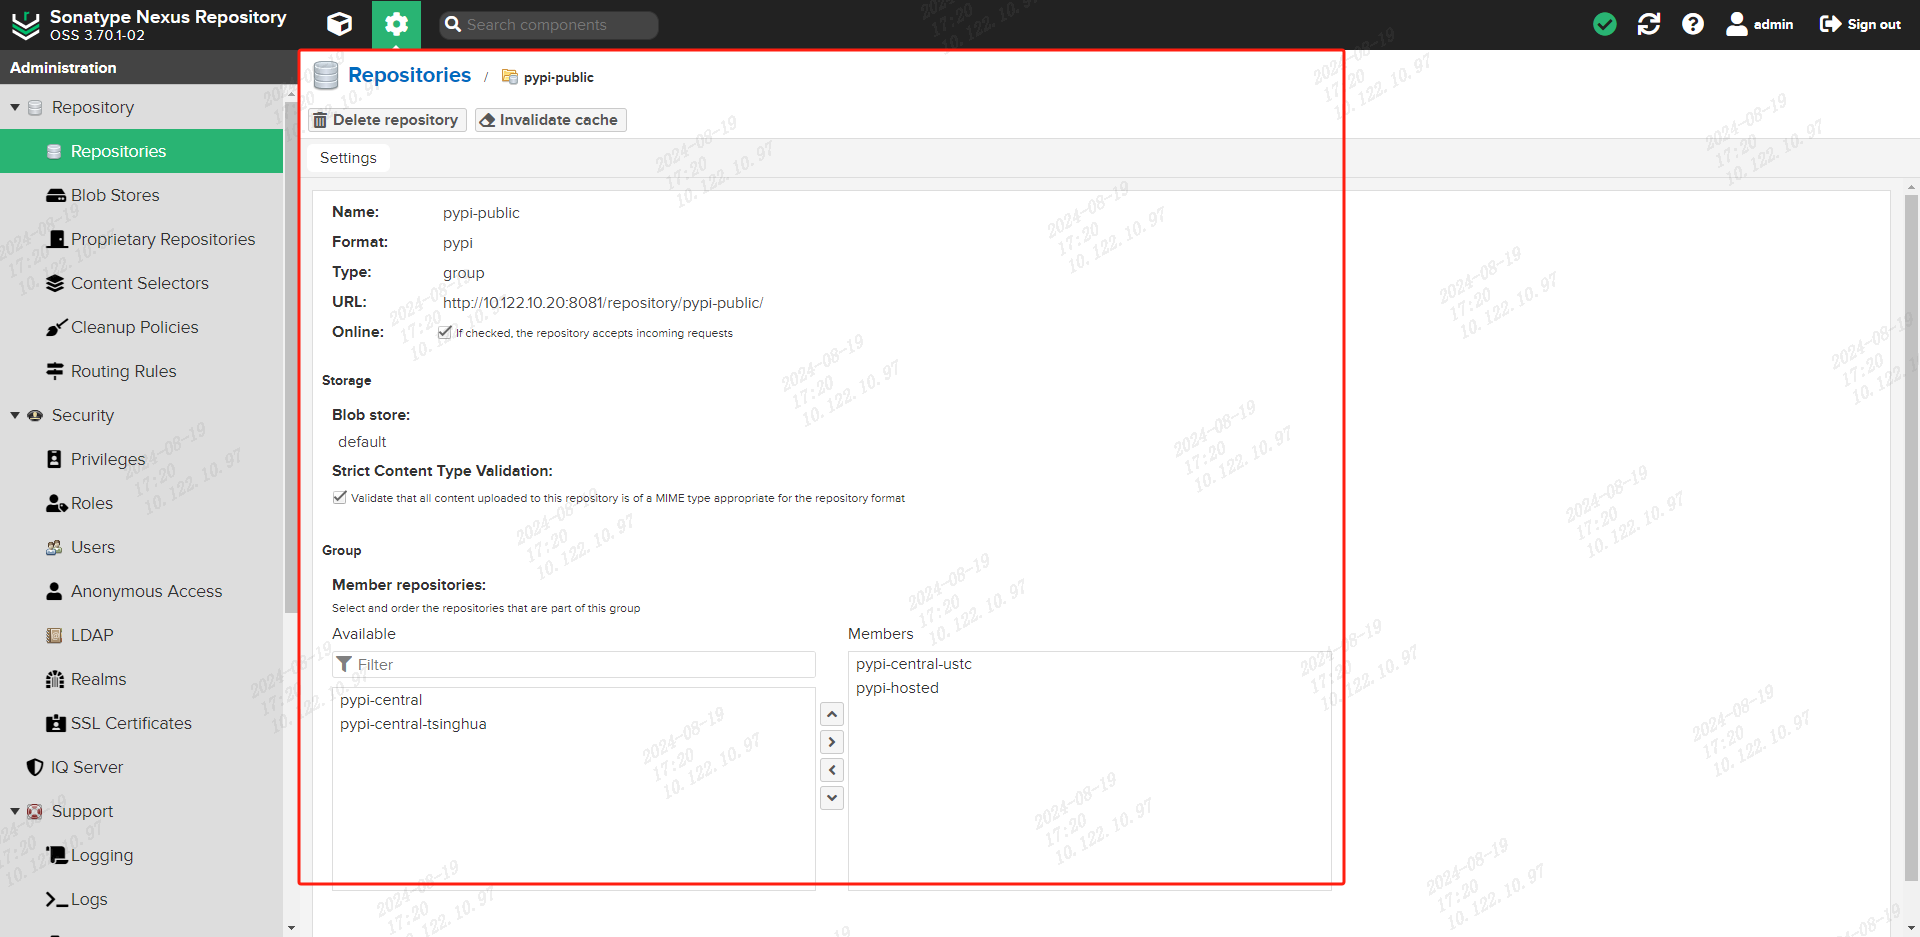 Sonatype Nexus Repository
OSS 3.70.1-02
Search components
admin
Sign out
Administration
Repository
Repositories
Blob Stores
Proprietary Repositories
Content Selectors
Cleanup Policies
Routing Rules
Security
Privileges
Roles
Users
Anonymous Access
LDAP
Realms
SSL Certificates
IQ Server
Support
Logging
Logs
Repositories / pypi-public
Delete repository
Invalidate cache
Settings
Name: pypi-public
Format: pypi
Type: group
URL: http://10.122.10.20:8081/repository/pypi-public/
Online: If checked, the repository accepts incoming requests
Storage
Blob store:
default
Strict Content Type Validation:
Validate that all content uploaded to this repository is of a MIME type appropriate for the repository format
Group
Member repositories:
Select and order the repositories that are part of this group
Available
Filter
pypi-central
pypi-central-tsinghua
Members
pypi-central-ustc
pypi-hosted
2024-08-19
17:20
10.122.10.97